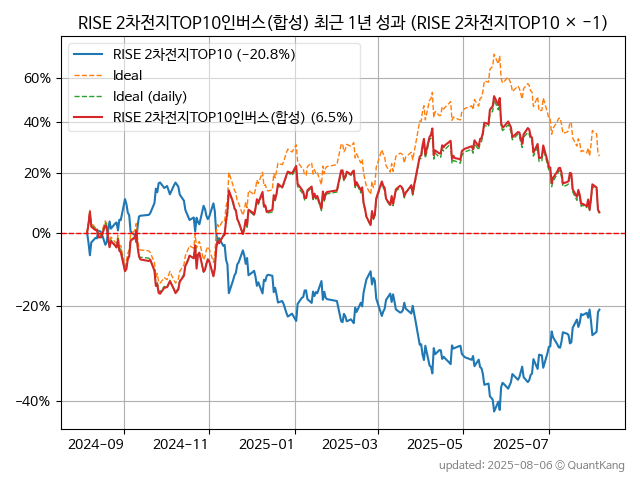 RISE 2차전지TOP10인버스(합성) 최근 1년 성과 (RISE 2차전지TOP10 × −1)
RISE 2차전지TOP10 (−20.8%)
Ideal
Ideal (daily)
RISE 2차전지TOP10인버스(합성) (6.5%)
60%
40%
20%
0%
−20%
−40%
2024-09
2024-11
2025-01
2025-03
2025-05
2025-07
updated: 2025-08-06 ⓒ QuantKang